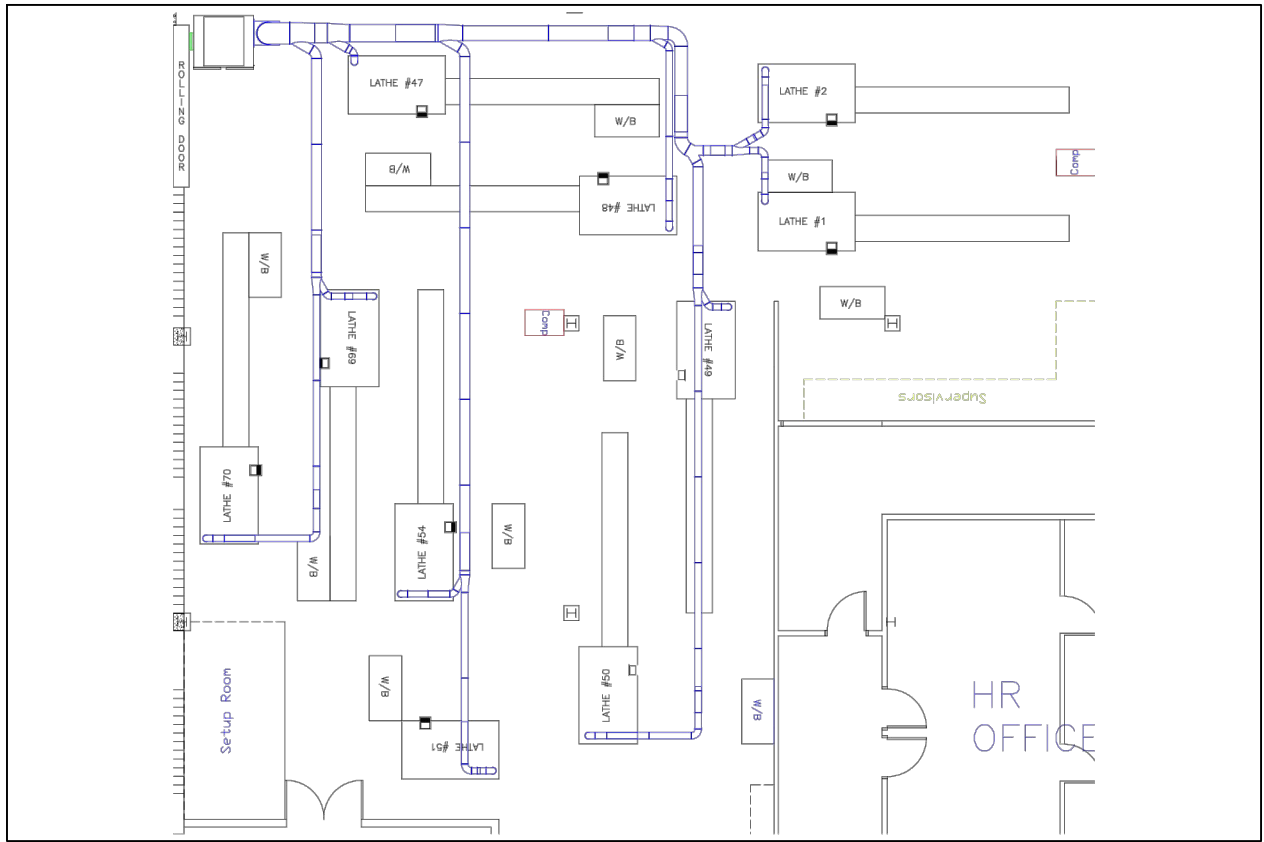 ROLLING DOOR
LATHE #47
W/B
LATHE #2
W/B
Comp
W/B
LATHE #48
LATHE #1
W/B
W/B
Comp
W/B
LATHE #69
LATHE #49
Supervisors
LATHE #70
LATHE #54
W/B
W/B
Setup Room
W/B
LATHE #50
W/B
HR
OFFICE
LATHE #51